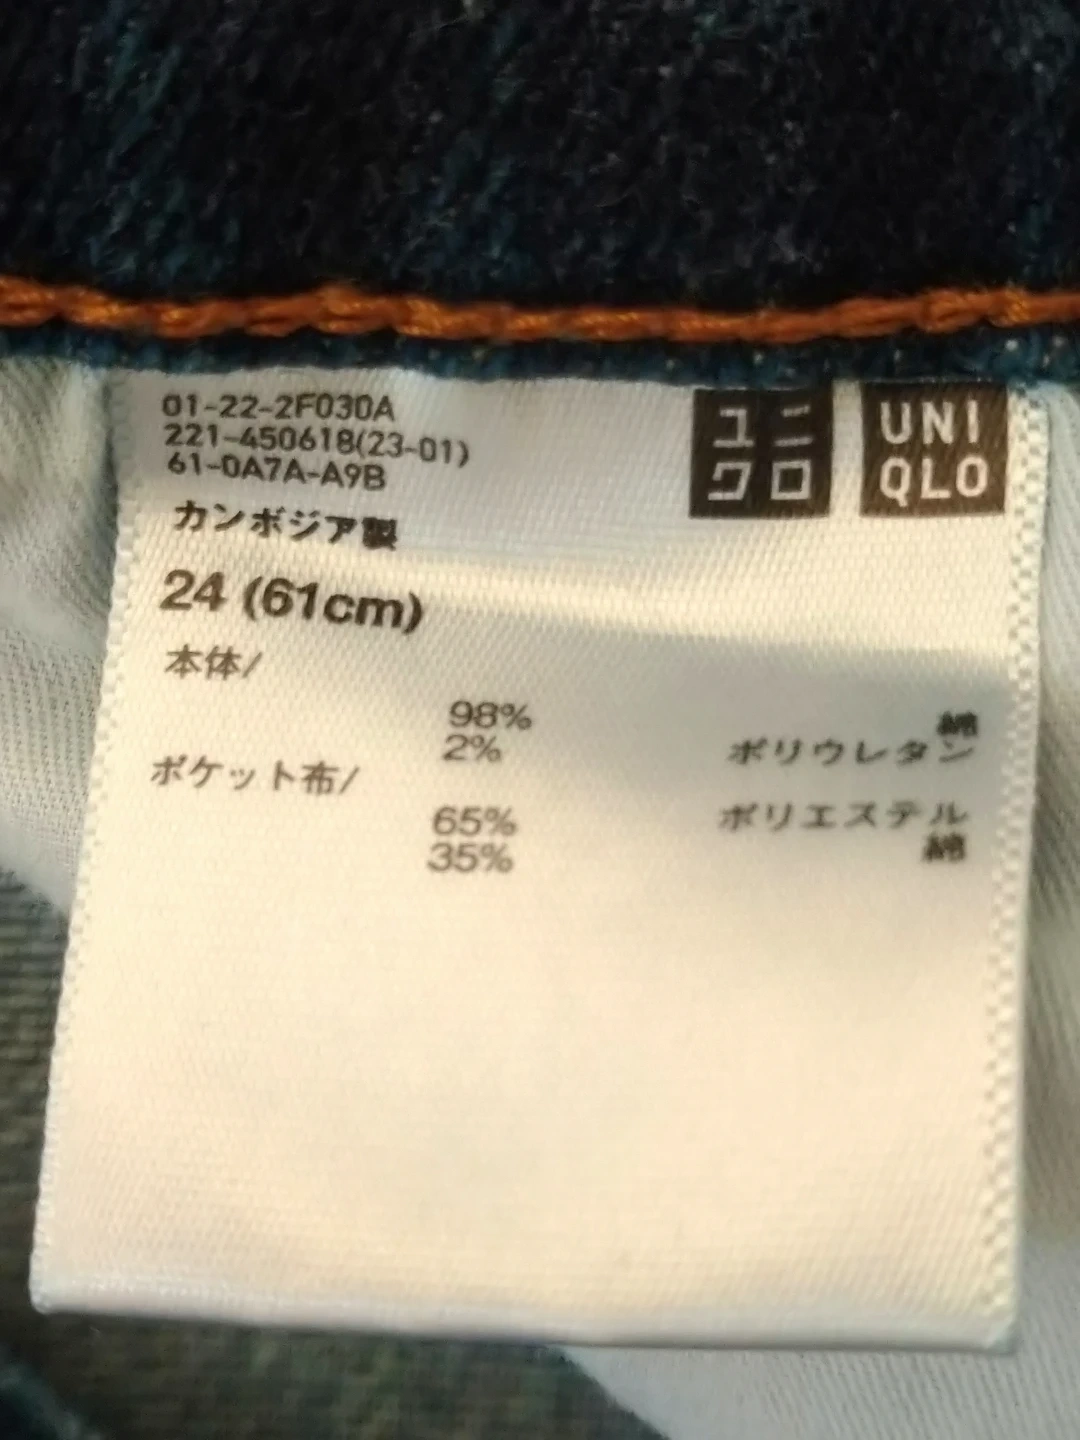 01-22-2F030A
221-450618(23-01)
61-0A7A-A9B
ユニ
クロ
UNI
QLO
カンボジア製
24 (61cm)
本体/
98% 綿
2% ポリウレタン
ポケット布/
65% ポリエステル
35% 綿